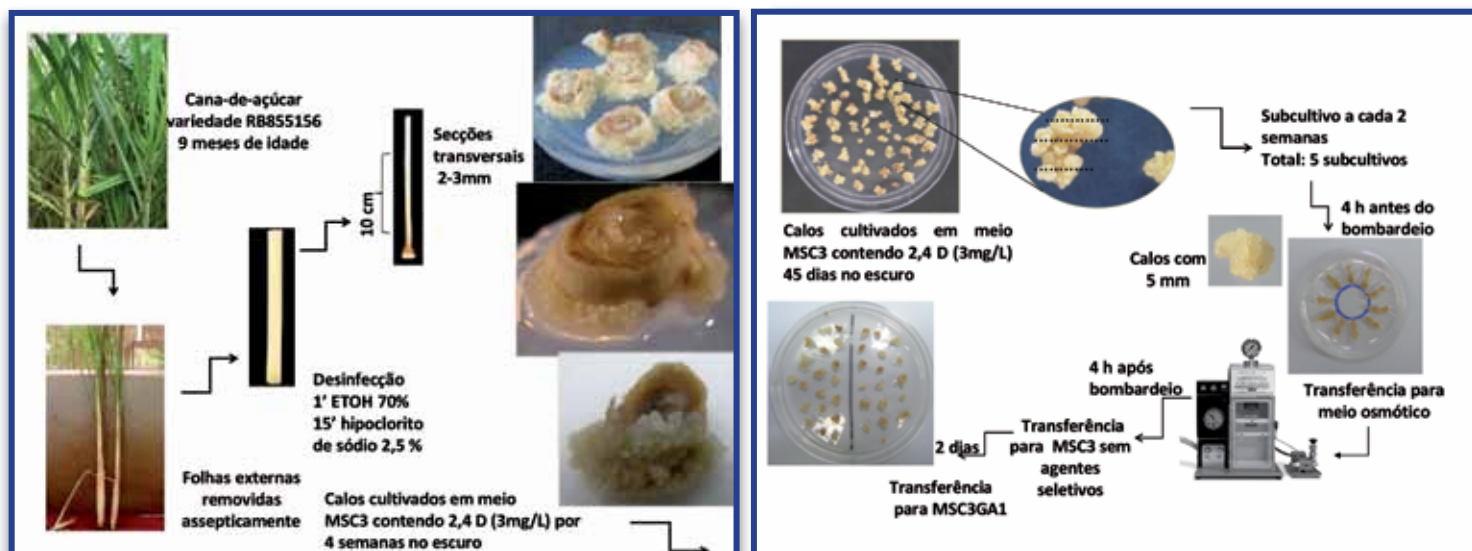 Cana-de-açúcar
variedade RB855156
9 meses de idade
10 cm
Secções
transversais
2-3mm
Desinfecção
1' ETOH 70%
15' hipoclorito
de sódio 2,5 %
Folhas externas
removidas
assepticamente
Calos cultivados em meio
MSC3 contendo 2,4 D (3mg/L) por
4 semanas no escuro
Calos cultivados em meio
MSC3 contendo 2,4 D (3mg/L)
45 dias no escuro
Subcultivo a cada 2
semanas
Total: 5 subcultivos
4 h antes do
bombardeio
Calos com
5 mm
Transferência para
meio osmótico
4 h após
bombardeio
Transferência
para MSC3 sem
agentes
seletivos
2 dias
Transferência
para MSC3GA1